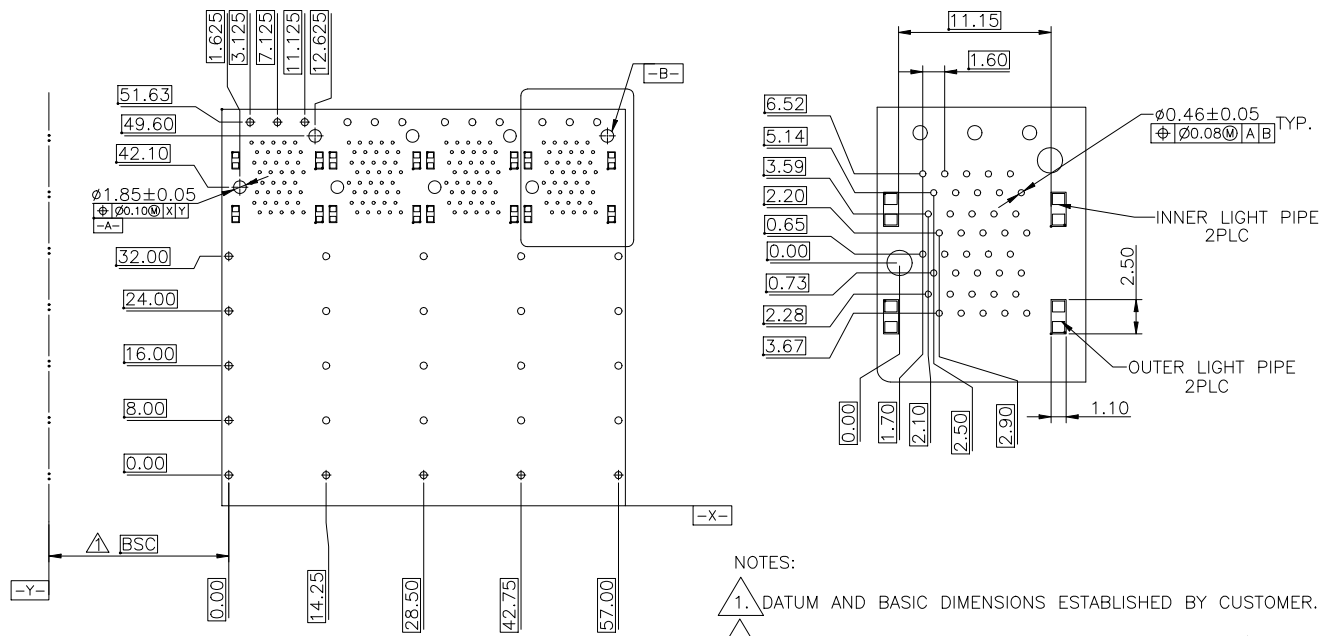 1.625
3.125
7.125
11.125
12.625
-B-
51.63
49.60
42.10
⌀1.85±0.05
⌖ ⌀0.10Ⓜ X Y
-A-
32.00
24.00
16.00
8.00
0.00
1 BSC
-Y-
0.00
14.25
28.50
42.75
57.00
-X-
11.15
1.60
6.52
5.14
3.59
2.20
0.65
0.00
0.73
2.28
3.67
⌀0.46±0.05 TYP.
⌖ ⌀0.08Ⓜ A B
INNER LIGHT PIPE
2PLC
2.50
OUTER LIGHT PIPE
2PLC
1.10
0.00
1.70
2.10
2.50
2.90
NOTES:
1. DATUM AND BASIC DIMENSIONS ESTABLISHED BY CUSTOMER.